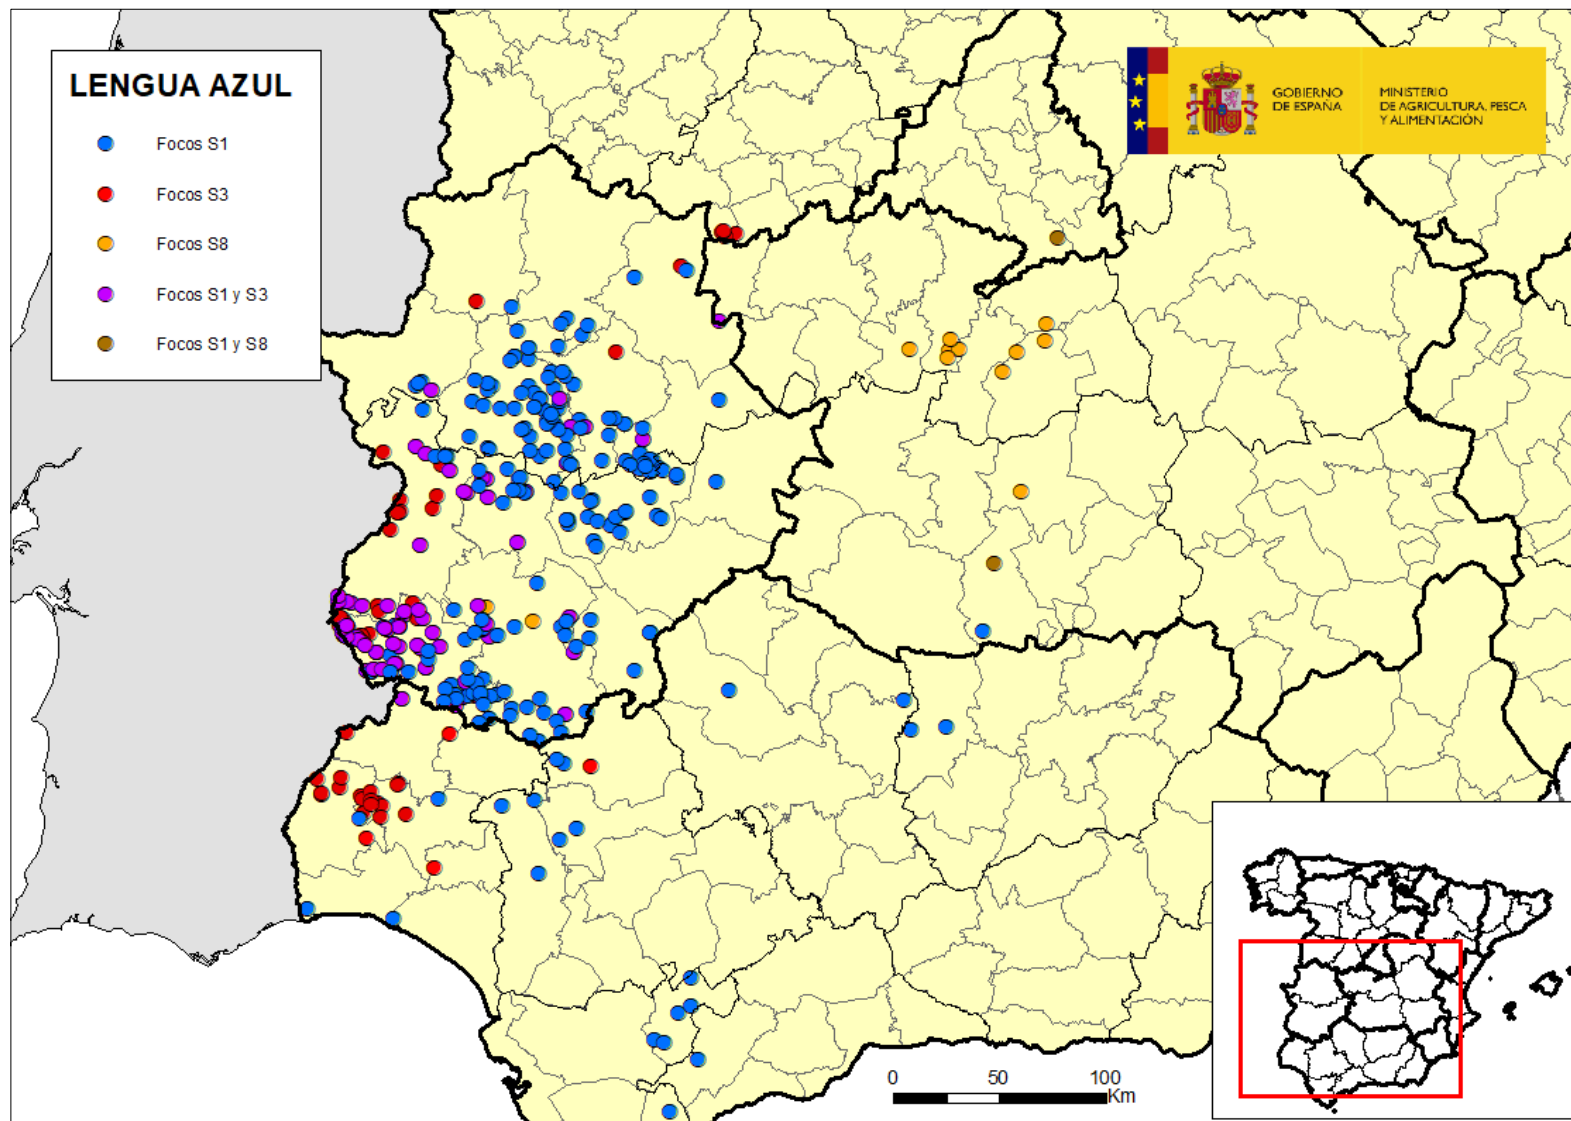 LENGUA AZUL
Focos S1
Focos S3
Focos S8
Focos S1 y S3
Focos S1 y S8
GOBIERNO
DE ESPAÑA
MINISTERIO
DE AGRICULTURA, PESCA
Y ALIMENTACIÓN
0 50 100
Km